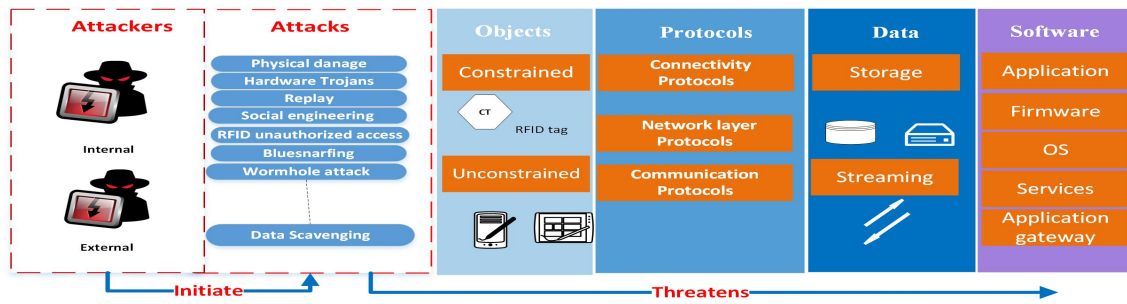 Attackers
Internal
External
Attacks
Physical danage
Hardware Trojans
Replay
Social engineering
RFID unauthorized access
Bluesnarfing
Wormhole attack
Data Scavenging
Objects
Constrained
CT
RFID tag
Unconstrained
Protocols
Connectivity
Protocols
Network layer
Protocols
Communication
Protocols
Data
Storage
Streaming
Software
Application
Firmware
OS
Services
Application
gateway
Initiate
Threatens